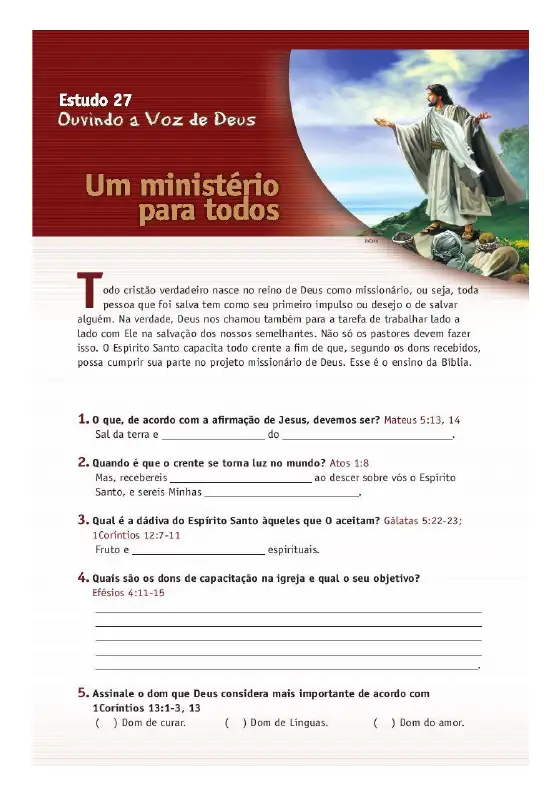 Estudo 27
Ouvindo a Voz de Deus
Um ministério
para todos
Todo cristão verdadeiro nasce no reino de Deus como missionário, ou seja, toda
pessoa que foi salva tem como seu primeiro impulso ou desejo o de salvar
alguém. Na verdade, Deus nos chamou também para a tarefa de trabalhar lado a
lado com Ele na salvação dos nossos semelhantes. Não só os pastores devem fazer
isso. O Espírito Santo capacita todo crente a fim de que, segundo os dons recebidos,
possa cumprir sua parte no projeto missionário de Deus. Esse é o ensino da Bíblia.
1. O que, de acordo com a afirmação de Jesus, devemos ser? Mateus 5:13, 14
Sal da terra e ____________________ do ________________________________.
2. Quando é que o crente se torna luz no mundo? Atos 1:8
Mas, recebereis ___________________________ ao descer sobre vós o Espírito
Santo, e sereis Minhas _____________________________.
3. Qual é a dádiva do Espírito Santo àqueles que O aceitam? Gálatas 5:22-23;
1Coríntios 12:7-11
Fruto e _________________________ espirituais.
4. Quais são os dons de capacitação na igreja e qual o seu objetivo?
Efésios 4:11-15
5. Assinale o dom que Deus considera mais importante de acordo com
1Coríntios 13:1-3, 13
( ) Dom de curar. ( ) Dom de Línguas. ( ) Dom do amor.